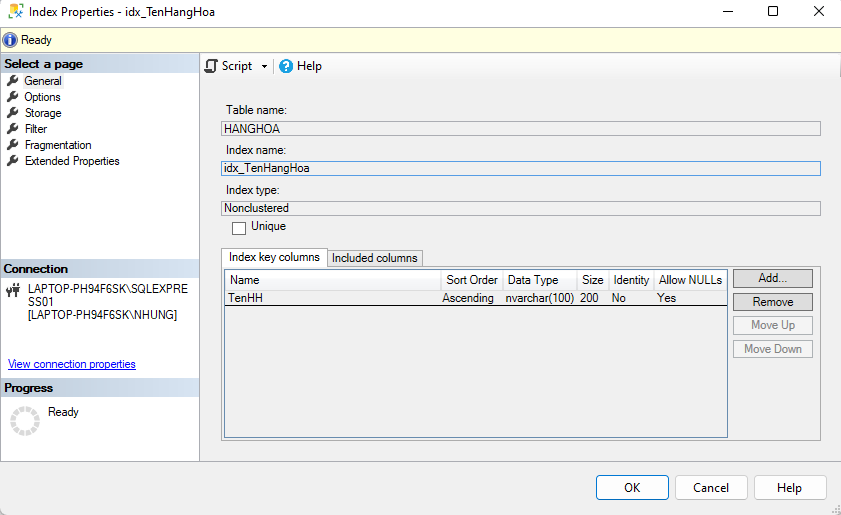 Index Properties - idx_TenHangHoa
Ready
Select a page
General
Options
Storage
Filter
Fragmentation
Extended Properties
Connection
LAPTOP-PH94F6SK\SQLEXPRE
SS01
[LAPTOP-PH94F6SK\NHUNG]
View connection properties
Progress
Ready
Script Help
Table name:
HANGHOA
Index name:
idx_TenHangHoa
Index type:
Nonclustered
Unique
Index key columns Included columns
Name Sort Order Data Type Size Identity Allow NULLs
TenHH Ascending nvarchar(100) 200 No Yes
Add...
Remove
Move Up
Move Down
OK Cancel Help